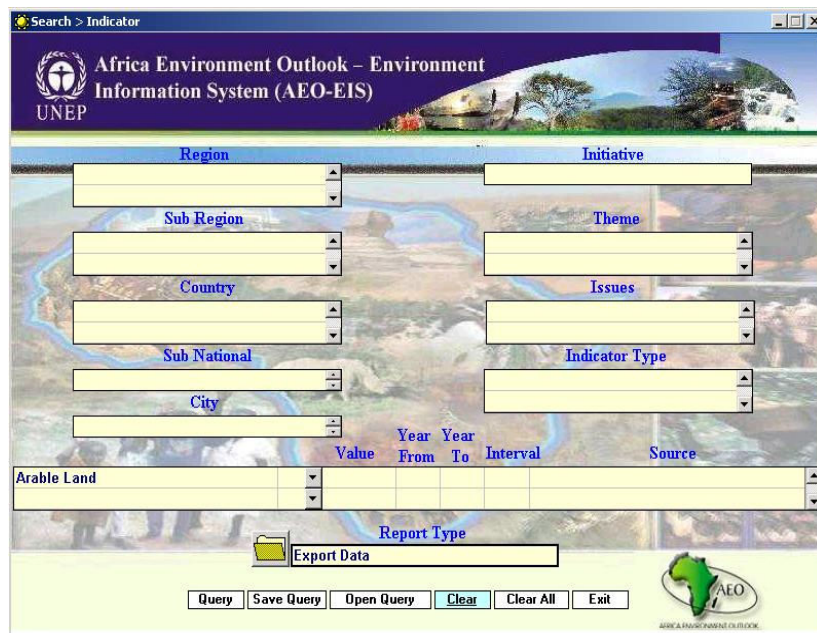 Search > Indicator
Africa Environment Outlook – Environment
Information System (AEO-EIS)
UNEP
Region
Initiative
Sub Region
Theme
Country
Issues
Sub National
Indicator Type
City
Value
Year From
Year To
Interval
Source
Arable Land
Report Type
Export Data
Query
Save Query
Open Query
Clear
Clear All
Exit
AEO
AFRICA ENVIRONMENT OUTLOOK